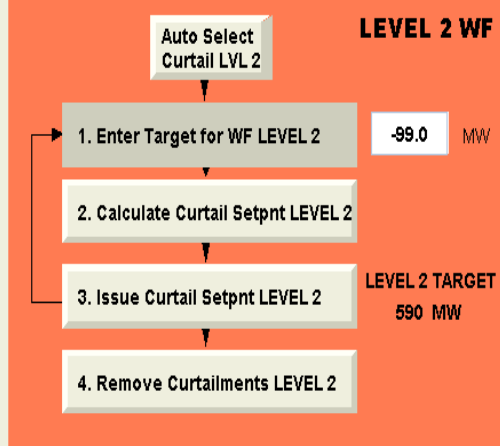 LEVEL 2 WF
Auto Select
Curtail LVL 2
1. Enter Target for WF LEVEL 2
-99.0 MW
2. Calculate Curtail Setpnt LEVEL 2
3. Issue Curtail Setpnt LEVEL 2
LEVEL 2 TARGET
590 MW
4. Remove Curtailments LEVEL 2